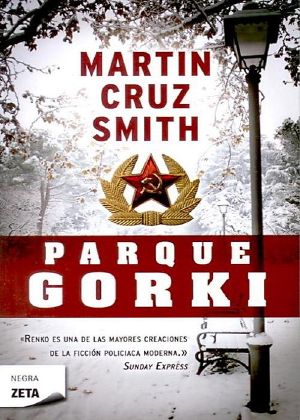 MARTIN
CRUZ
SMITH
PARQUE
GORKI
«RENKO ES UNA DE LAS MAYORES CREACIONES
DE LA FICCIÓN POLICIACA MODERNA.»
SUNDAY EXPRESS
NEGRA
ZETA